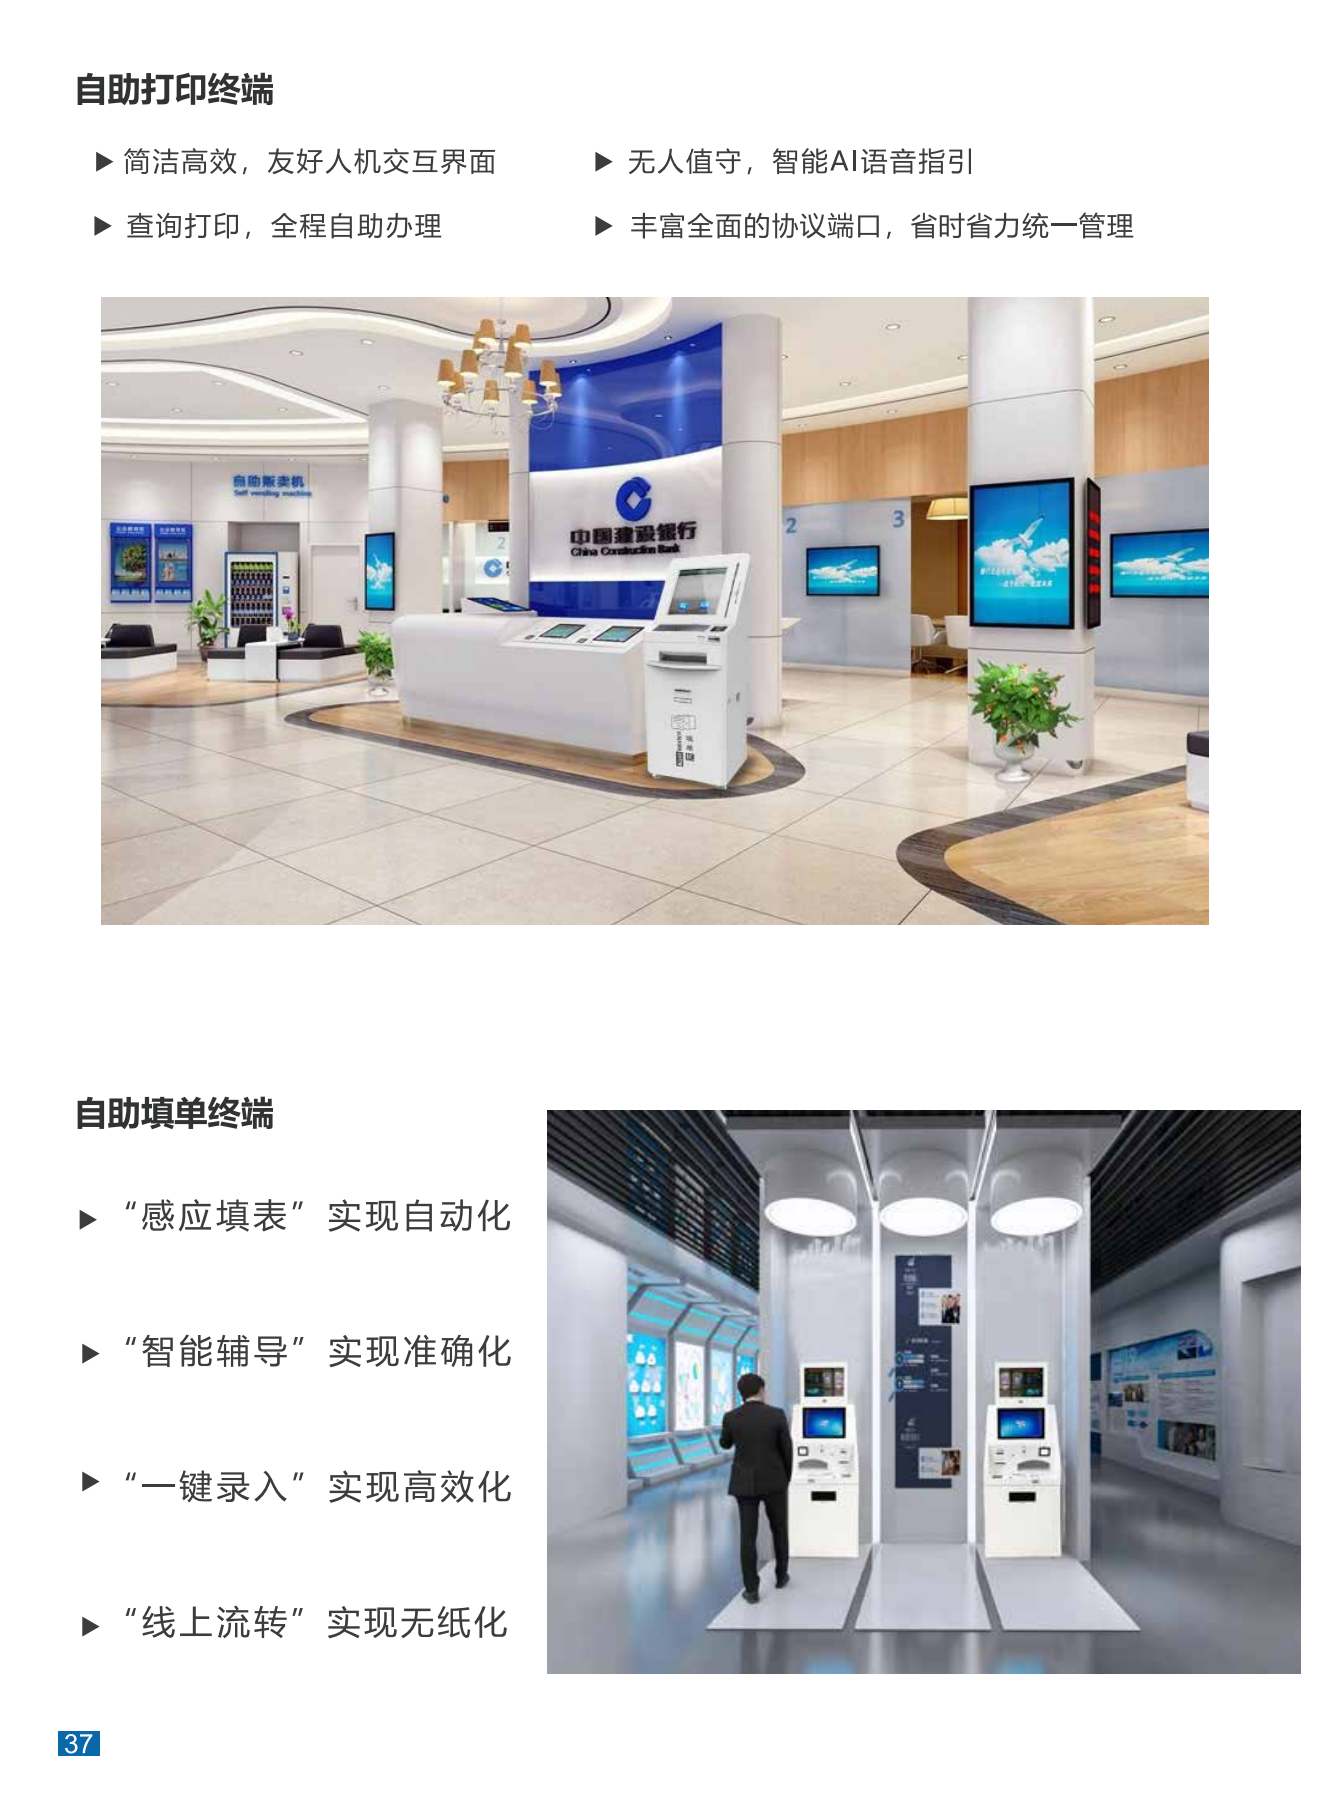 自助打印终端
▶ 简洁高效，友好人机交互界面
▶ 无人值守，智能AI语音指引
▶ 查询打印，全程自助办理
▶ 丰富全面的协议端口，省时省力统一管理
自助贩卖机
Self vending machine
中国建设银行
China Construction Bank
2
2
3
自助填单终端
▶ “感应填表” 实现自动化
▶ “智能辅导” 实现准确化
▶ “一键录入” 实现高效化
▶ “线上流转” 实现无纸化
37